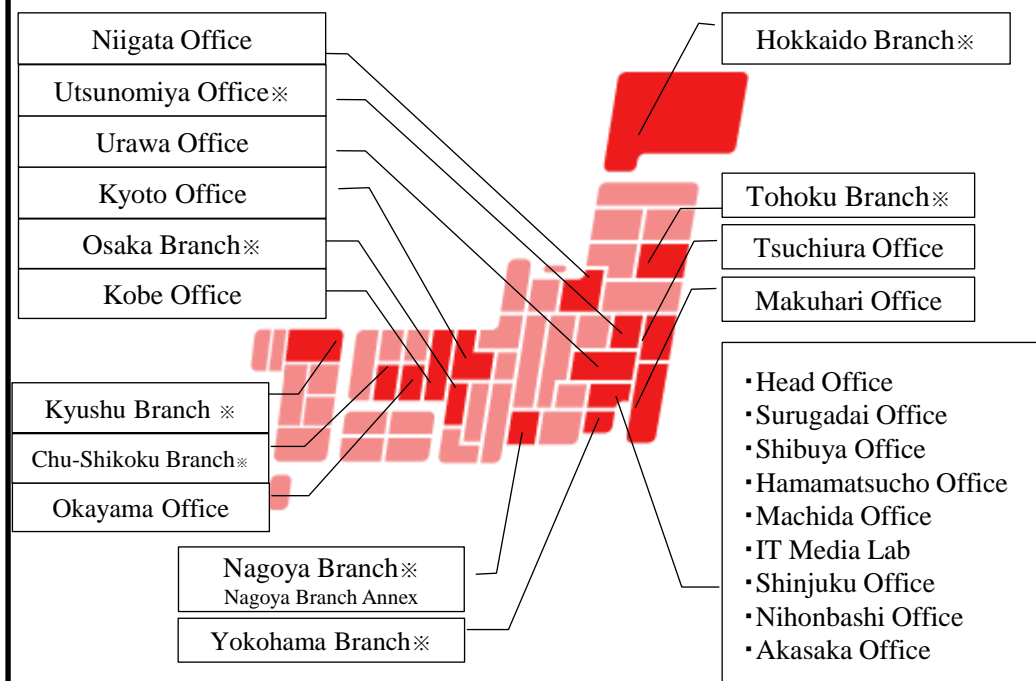 Niigata Office
Utsunomiya Office※
Urawa Office
Kyoto Office
Osaka Branch※
Kobe Office
Kyushu Branch ※
Chu-Shikoku Branch※
Okayama Office
Nagoya Branch※
Nagoya Branch Annex
Yokohama Branch※
Hokkaido Branch※
Tohoku Branch※
Tsuchiura Office
Makuhari Office
・Head Office
・Surugadai Office
・Shibuya Office
・Hamamatsucho Office
・Machida Office
・IT Media Lab
・Shinjuku Office
・Nihonbashi Office
・Akasaka Office